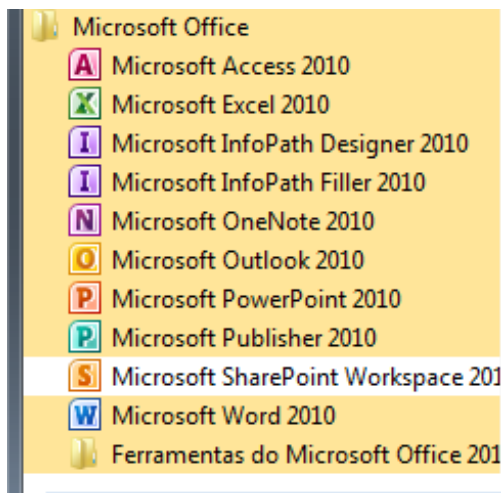 Microsoft Office
Microsoft Access 2010
Microsoft Excel 2010
Microsoft InfoPath Designer 2010
Microsoft InfoPath Filler 2010
Microsoft OneNote 2010
Microsoft Outlook 2010
Microsoft PowerPoint 2010
Microsoft Publisher 2010
Microsoft SharePoint Workspace 201
Microsoft Word 2010
Ferramentas do Microsoft Office 201